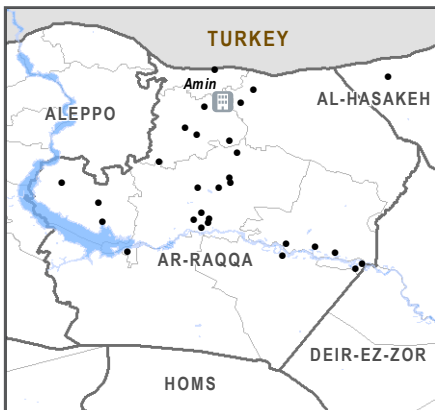 TURKEY
Amin
AL-HASAKEH
ALEPPO
AR-RAQQA
DEIR-EZ-ZOR
HOMS